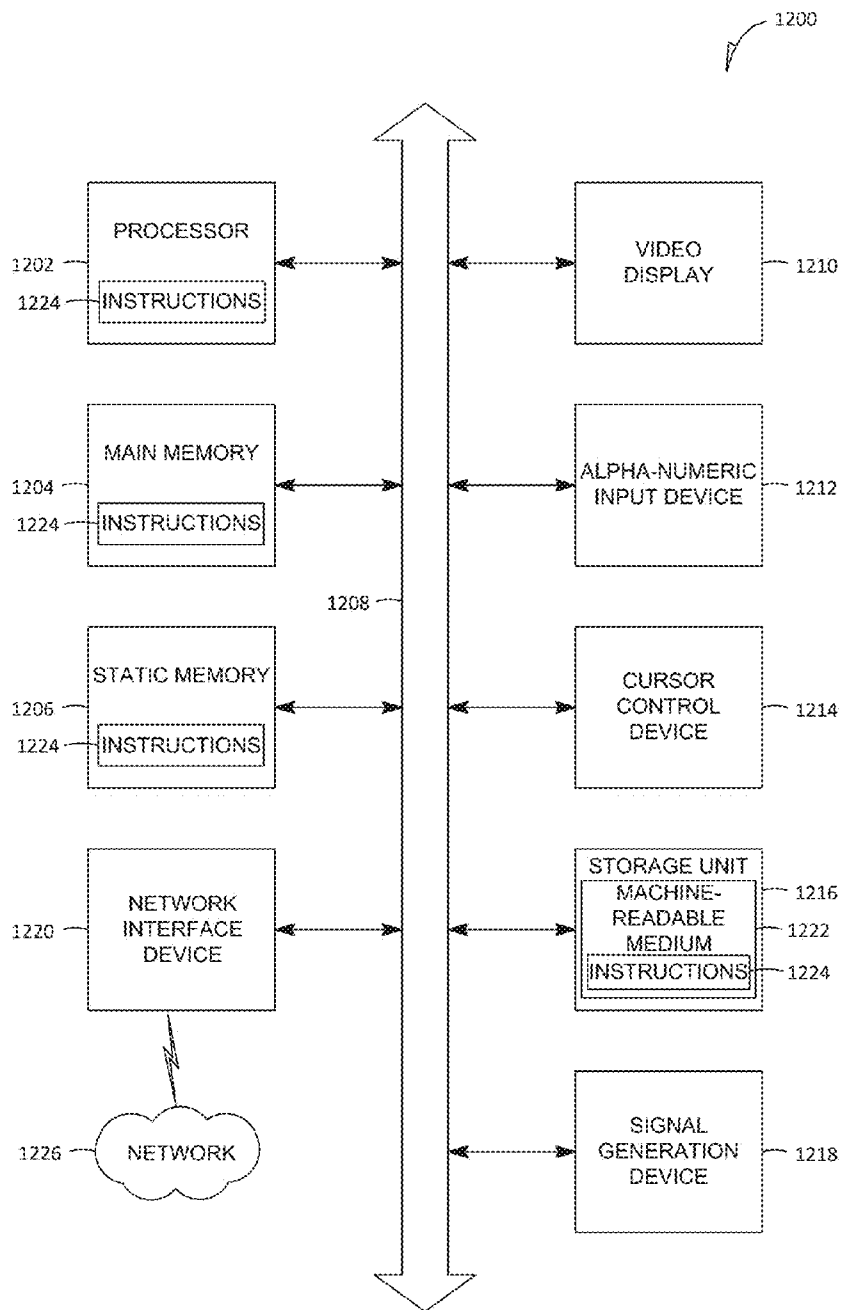 1200
PROCESSOR
1202
1224
INSTRUCTIONS
MAIN MEMORY
1204
1224
INSTRUCTIONS
1208
STATIC MEMORY
1206
1224
INSTRUCTIONS
NETWORK
INTERFACE
DEVICE
1220
1226
NETWORK
VIDEO
DISPLAY
1210
ALPHA-NUMERIC
INPUT DEVICE
1212
CURSOR
CONTROL
DEVICE
1214
STORAGE UNIT
1216
MACHINE-
READABLE
MEDIUM
1222
INSTRUCTIONS
1224
SIGNAL
GENERATION
DEVICE
1218